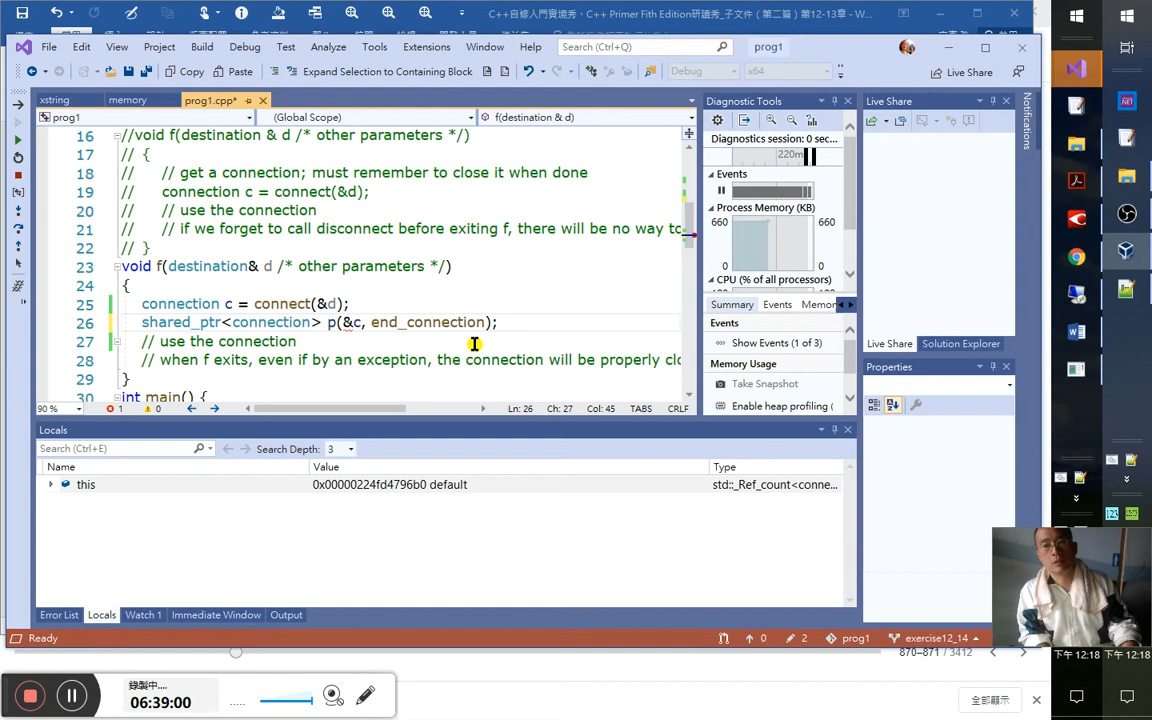 C++自修入門實境秀、C++ Primer Fifth Edition研讀秀_子文件（第二篇）第12-13章 - W...
File Edit View Project Build Debug Test Analyze Tools Extensions Window Help Search (Ctrl+Q) prog1
Copy Paste Expand Selection to Containing Block Debug x64 Live Share
xstring memory prog1.cpp*
prog1 (Global Scope) f(destination & d)
16 //void f(destination & d /* other parameters */)
17 // {
18 // // get a connection; must remember to close it when done
19 // connection c = connect(&d);
20 // // use the connection
21 // // if we forget to call disconnect before exiting f, there will be no way to
22 // }
23 void f(destination& d /* other parameters */)
24 {
25 connection c = connect(&d);
26 shared_ptr<connection> p(&c, end_connection);
27 // use the connection
28 // when f exits, even if by an exception, the connection will be properly clo
29 }
30 int main() {
90 % 1 0 Ln: 26 Ch: 27 Col: 45 TABS CRLF
Diagnostic Tools
Diagnostics session: 0 sec...
220m
Events
Process Memory (KB)
660 660
0 0
CPU (% of all processors)
Summary Events Memor
Events
Show Events (1 of 3)
Memory Usage
Take Snapshot
Enable heap profiling (
Live Share
Live Share Solution Explorer
Properties
Notifications
Locals
Search (Ctrl+E) Search Depth: 3
Name Value Type
this 0x00000224fd4796b0 default std::_Ref_count<conne...
Error List Locals Watch 1 Immediate Window Output
Ready 0 2 prog1 exercise12_14
870–871 / 3412
錄製中....
06:39:00
全部顯示
.NET
123 123
下午 12:18 下午 12:18